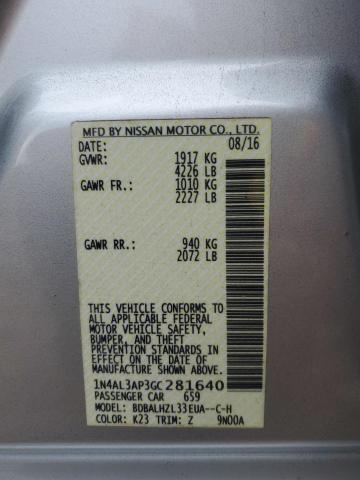 MFD BY NISSAN MOTOR CO., LTD.
DATE: 08/16
GVWR: 1917 KG
4226 LB
GAWR FR.: 1010 KG
2227 LB
GAWR RR.: 940 KG
2072 LB
THIS VEHICLE CONFORMS TO
ALL APPLICABLE FEDERAL
MOTOR VEHICLE SAFETY,
BUMPER, AND THEFT
PREVENTION STANDARDS
IN EFFECT ON THE DATE OF
MANUFACTURE SHOWN ABOVE.
1N4AL3AP3GC281640
PASSENGER CAR 659
MODEL: BDBALHZL33EUA--C-H
COLOR: K23 TRIM: Z 9N00A